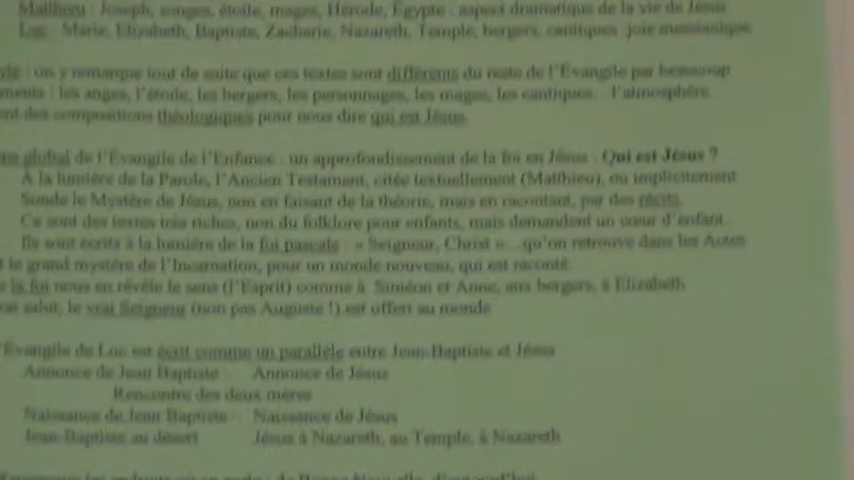 Matthieu : Joseph, songes, étoile, mages, Hérode, Egypte : aspect dramatique de la vie de Jésus
Luc : Marie, Elizabeth, Baptiste, Zacharie, Nazareth, Temple, bergers, cantiques : joie messianique
: on y remarque tout de suite que ces textes sont différents du reste de l'Évangile par beaucoup
: les anges, l'étoile, les bergers, les personnages, les mages, les cantiques... l'atmosphère
des compositions théologiques pour nous dire qui est Jésus.
global de l'Évangile de l'Enfance : un approfondissement de la foi en Jésus : Qui est Jésus ?
À la lumière de la Parole, l'Ancien Testament, citée textuellement (Matthieu), ou implicitement
Sonde le Mystère de Jésus, non en faisant de la théorie, mais en racontant, par des récits.
Ce sont des textes très riches, non du folklore pour enfants, mais demandent un cœur d'enfant.
Ils sont écrits à la lumière de la foi pascale : « Seigneur, Christ »...qu'on retrouve dans les Actes
le grand mystère de l'Incarnation, pour un monde nouveau, qui est raconté
la foi nous en révèle le sens (l'Esprit) comme à Siméon et Anne, aux bergers, à Elizabeth
salut, le vrai Seigneur (non pas Auguste !) est offert au monde
l'Évangile de Luc est écrit comme un parallèle entre Jean-Baptiste et Jésus
Annonce de Jean Baptiste - Annonce de Jésus
Rencontre des deux mères
Naissance de Jean Baptiste - Naissance de Jésus
Jean-Baptiste au désert Jésus à Nazareth, au Temple, à Nazareth